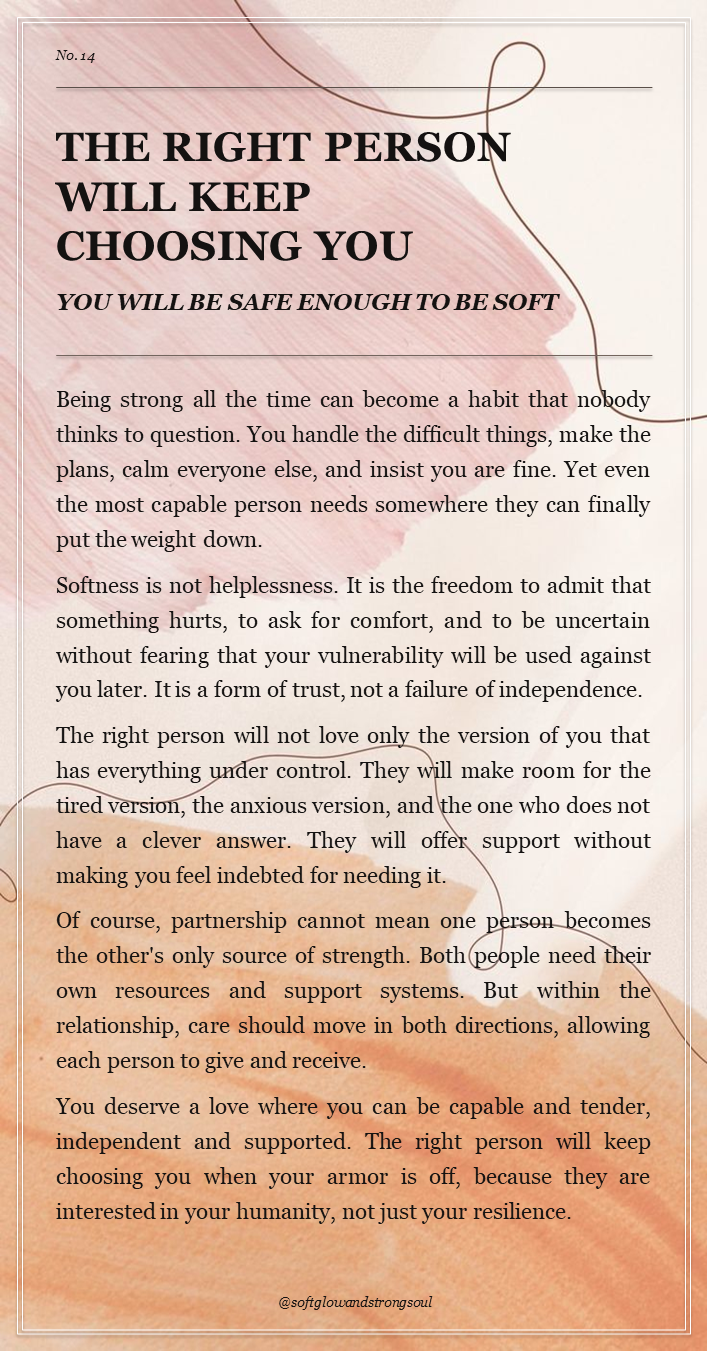 No.14
THE RIGHT PERSON
WILL KEEP
CHOOSING YOU
YOU WILL BE SAFE ENOUGH TO BE SOFT
Being strong all the time can become a habit that nobody
thinks to question. You handle the difficult things, make the
plans, calm everyone else, and insist you are fine. Yet even
the most capable person needs somewhere they can finally
put the weight down.
Softness is not helplessness. It is the freedom to admit that
something hurts, to ask for comfort, and to be uncertain
without fearing that your vulnerability will be used against
you later. It is a form of trust, not a failure of independence.
The right person will not love only the version of you that
has everything under control. They will make room for the
tired version, the anxious version, and the one who does not
have a clever answer. They will offer support without
making you feel indebted for needing it.
Of course, partnership cannot mean one person becomes
the other's only source of strength. Both people need their
own resources and support systems. But within the
relationship, care should move in both directions, allowing
each person to give and receive.
You deserve a love where you can be capable and tender,
independent and supported. The right person will keep
choosing you when your armor is off, because they are
interested in your humanity, not just your resilience.
@softglowandstrongsoul